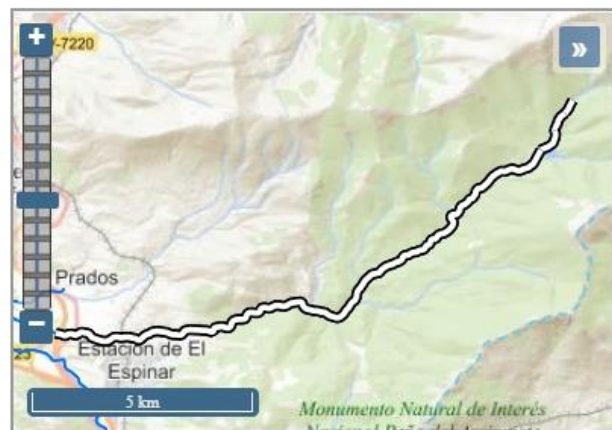 +
-7220
»
Prados
−
Estación de El
Espinar
5 km
Monumento Natural de Interés